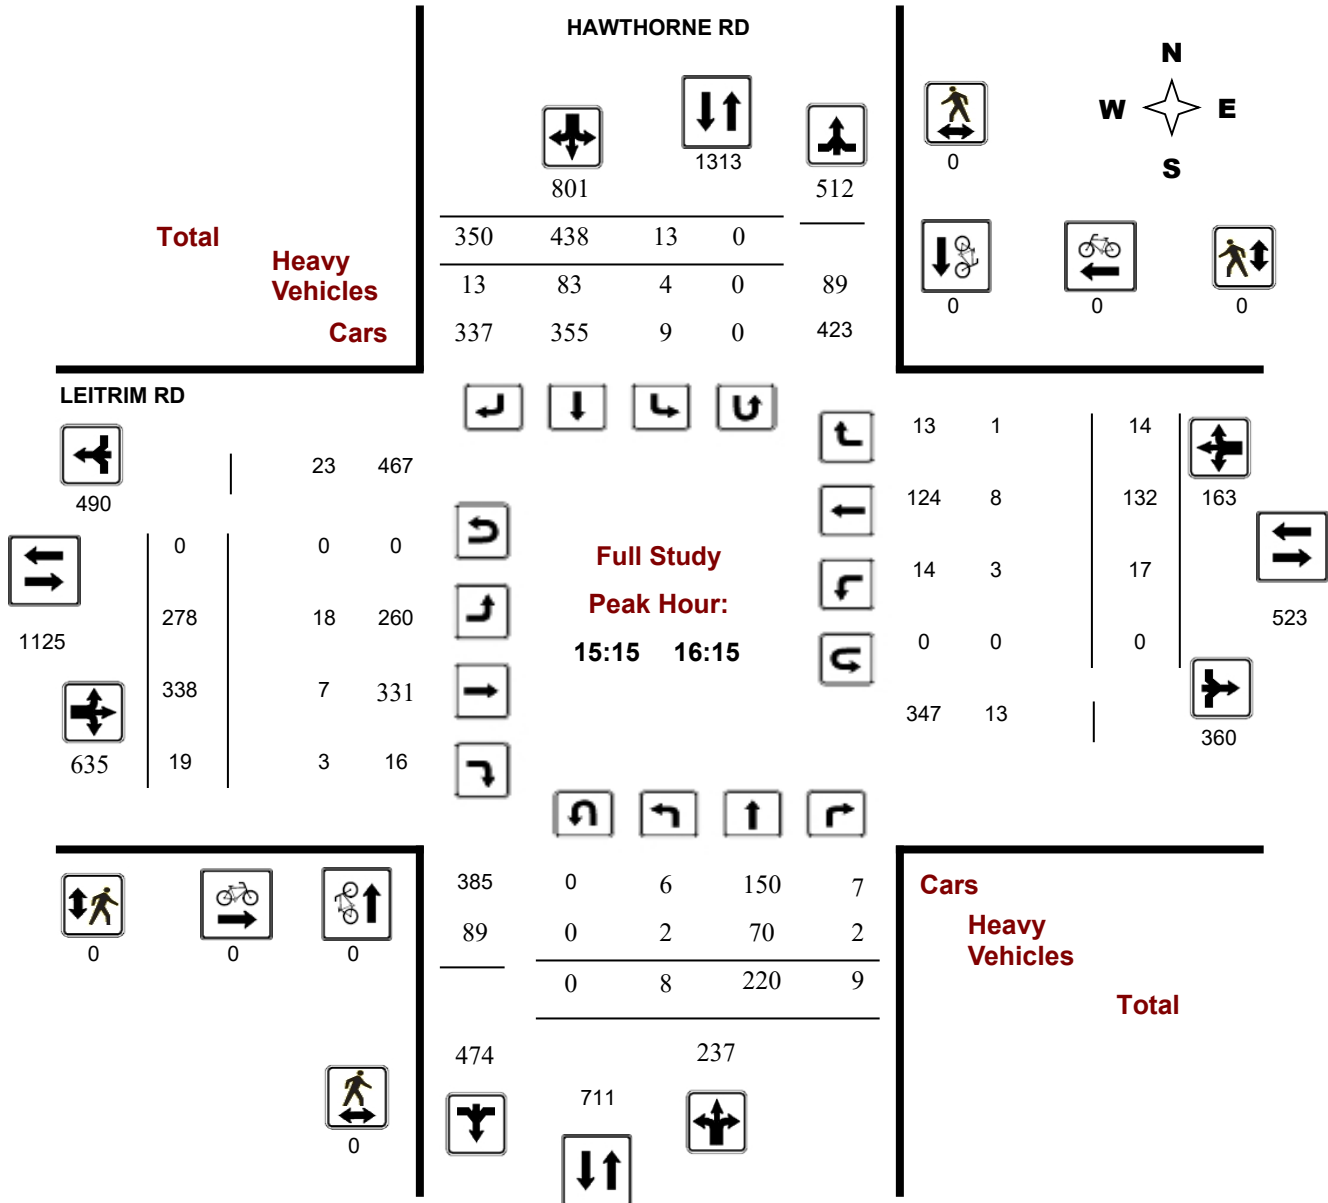 HAWTHORNE RD
N
W E
S
1313
0
801
512
Total
350 438 13 0
Heavy
Vehicles
13 83 4 0 89
0 0 0
Cars
337 355 9 0 423
LEITRIM RD
13 1 14
23 467
490
124 8 132 163
0 0 0
Full Study
14 3 17
Peak Hour:
278 18 260
523
1125
15:15 16:15
0 0 0
338 7 331
347 13
360
635 19 3 16
385 0 6 150 7
Cars
89 0 2 70 2
Heavy
Vehicles
0 0 0
0 8 220 9
Total
474 237
711
0